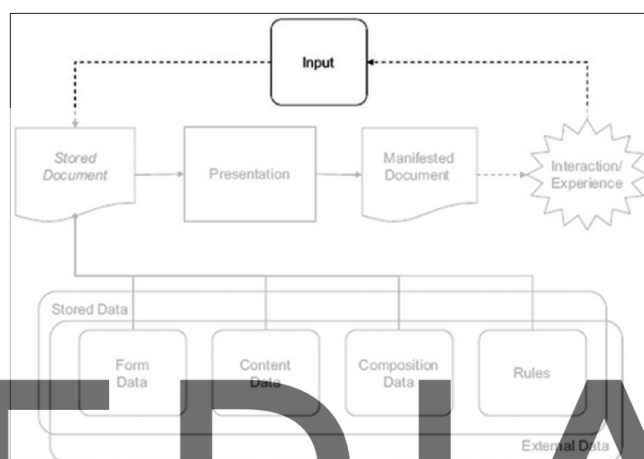 Input
Stored
Document
Presentation
Manifested
Document
Interaction/
Experience
Stored Data
Form
Data
Content
Data
Composition
Data
Rules
External Data
EDIA